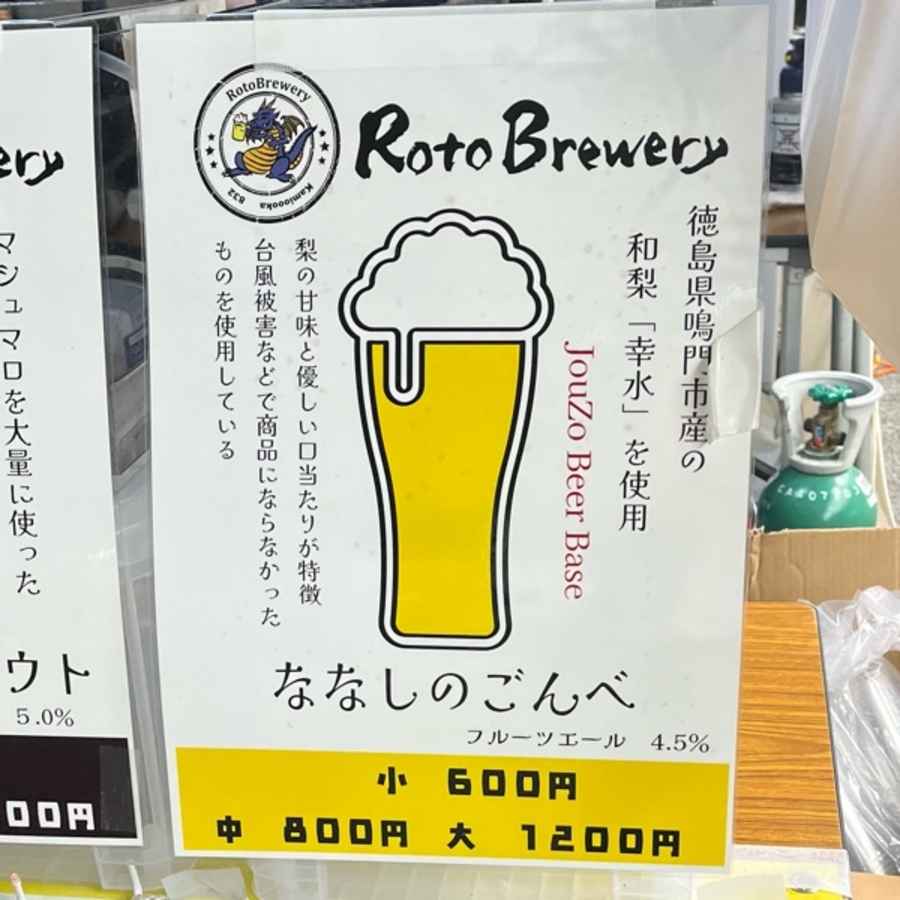 RotoBrewery
Kamioooka 832
RotoBrewery
徳島県鳴門市産の
和梨「幸水」を使用
JouZo Beer Base
梨の甘味と優しい口当たりが特徴
台風被害などで商品にならなかった
ものを使用している
ななしのごんべ
フルーツエール 4.5%
小 600円
中 800円 大 1200円
ery
マシュマロを大量に使った
ウト
5.0%
00円